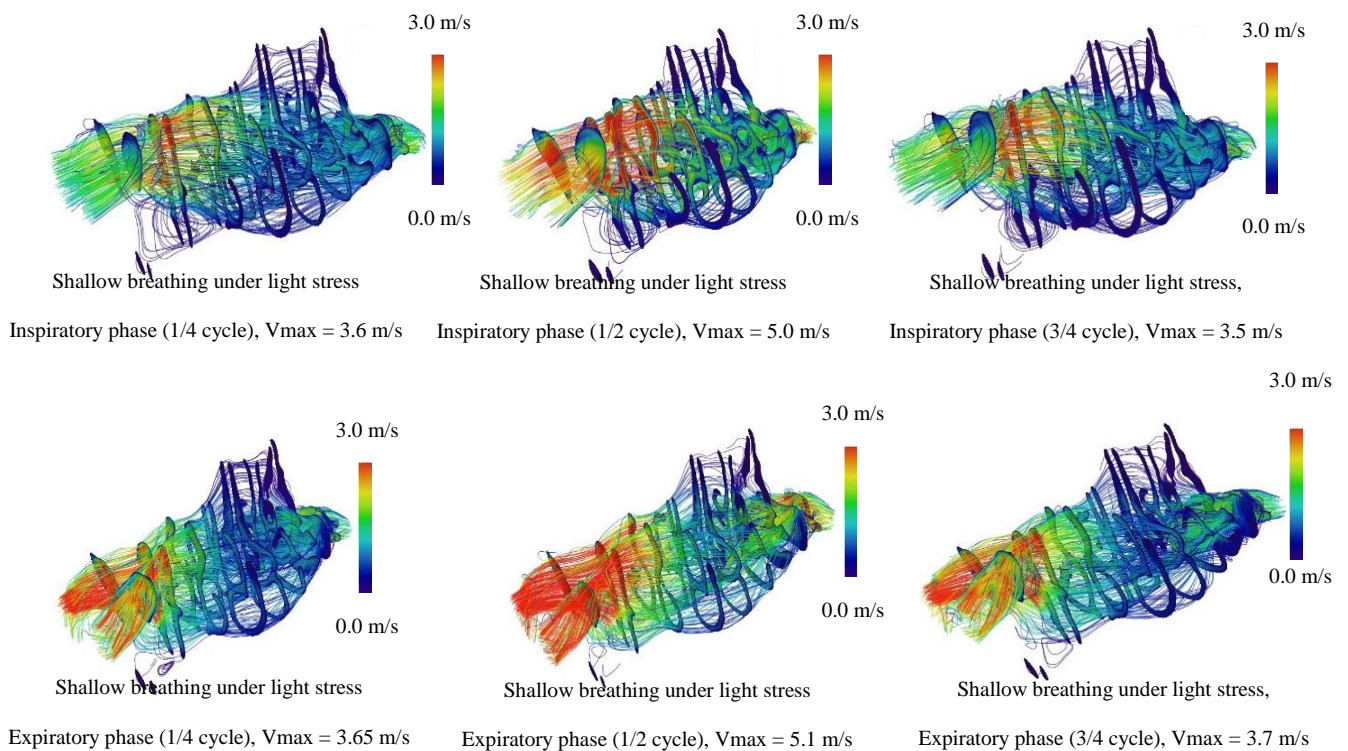 3.0 m/s
0.0 m/s
Shallow breathing under light stress
Inspiratory phase (1/4 cycle), Vmax = 3.6 m/s
3.0 m/s
0.0 m/s
Shallow breathing under light stress
Inspiratory phase (1/2 cycle), Vmax = 5.0 m/s
3.0 m/s
0.0 m/s
Shallow breathing under light stress,
Inspiratory phase (3/4 cycle), Vmax = 3.5 m/s
3.0 m/s
0.0 m/s
Shallow breathing under light stress
Expiratory phase (1/4 cycle), Vmax = 3.65 m/s
3.0 m/s
0.0 m/s
Shallow breathing under light stress
Expiratory phase (1/2 cycle), Vmax = 5.1 m/s
3.0 m/s
0.0 m/s
Shallow breathing under light stress,
Expiratory phase (3/4 cycle), Vmax = 3.7 m/s